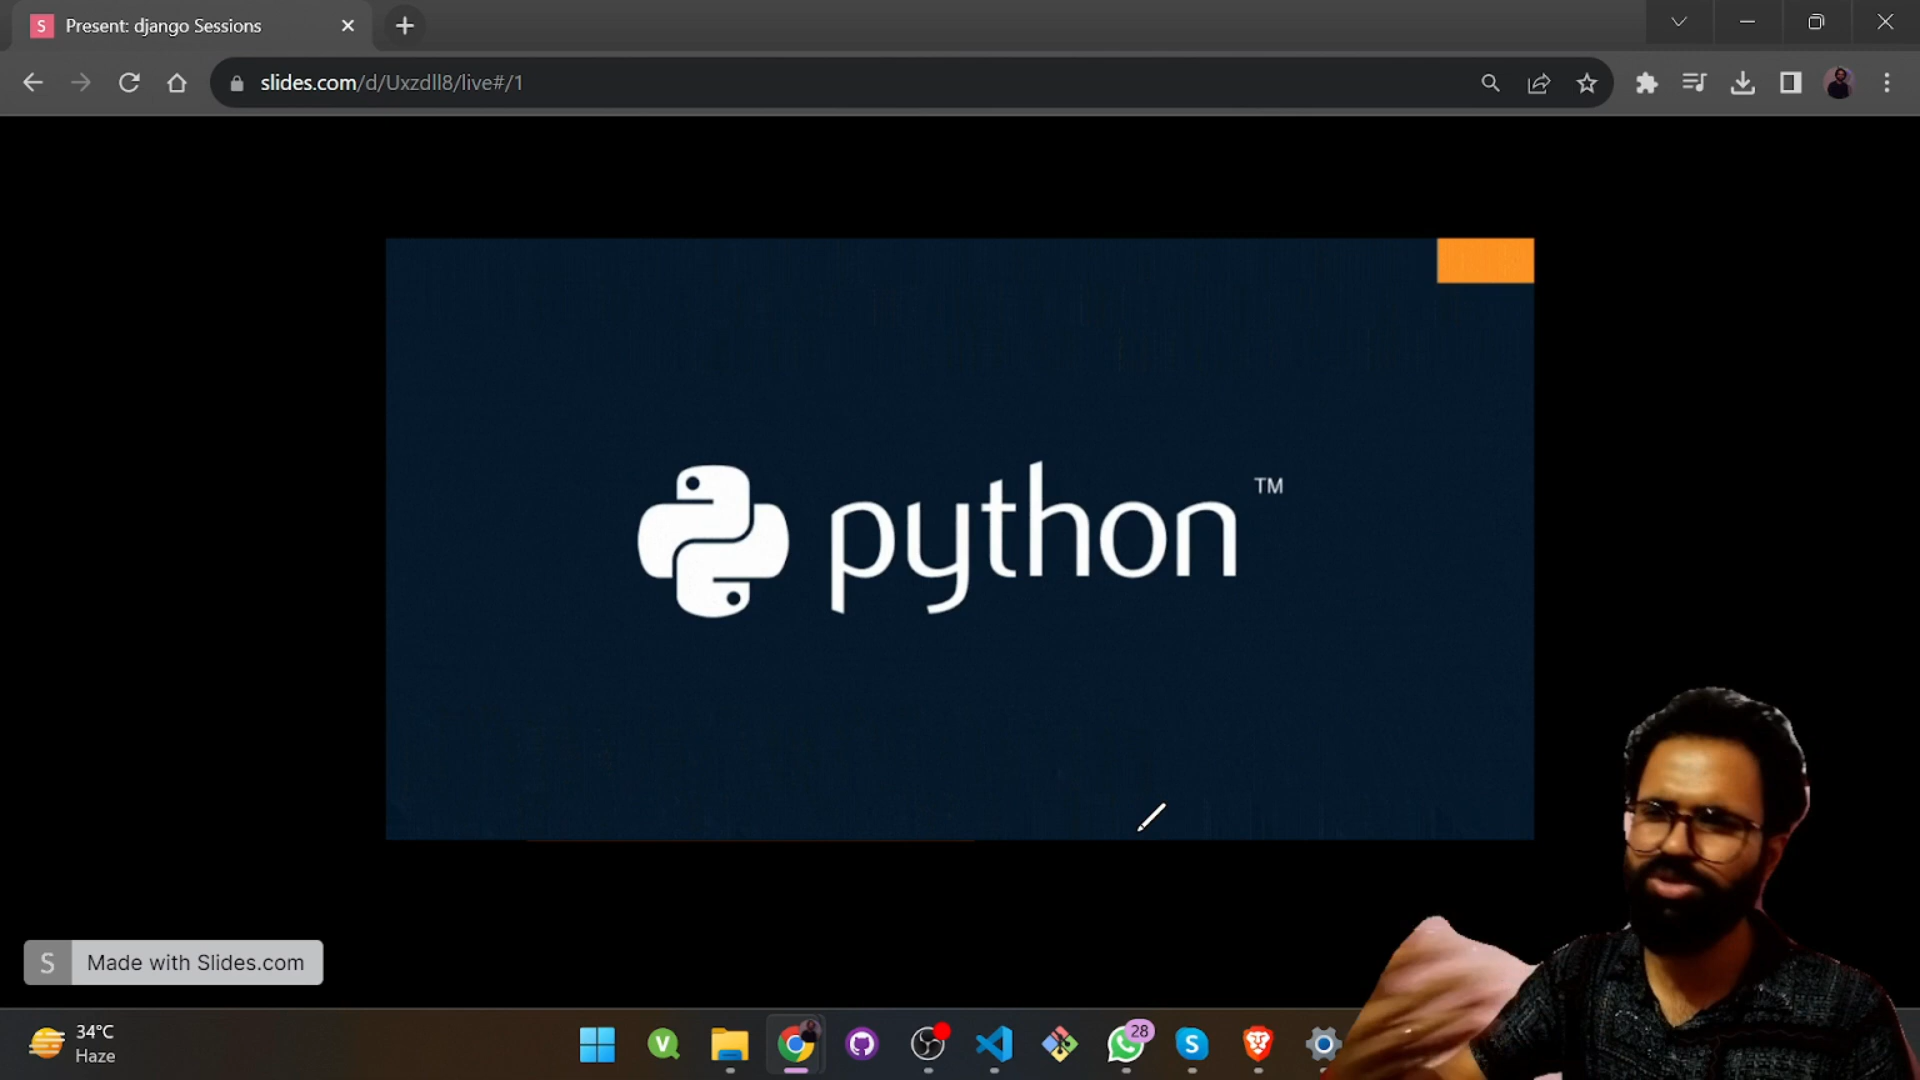 S Present: django Sessions
slides.com/d/Uxzdll8/live#/1
python TM
S Made with Slides.com
34°C
Haze
V
28
S